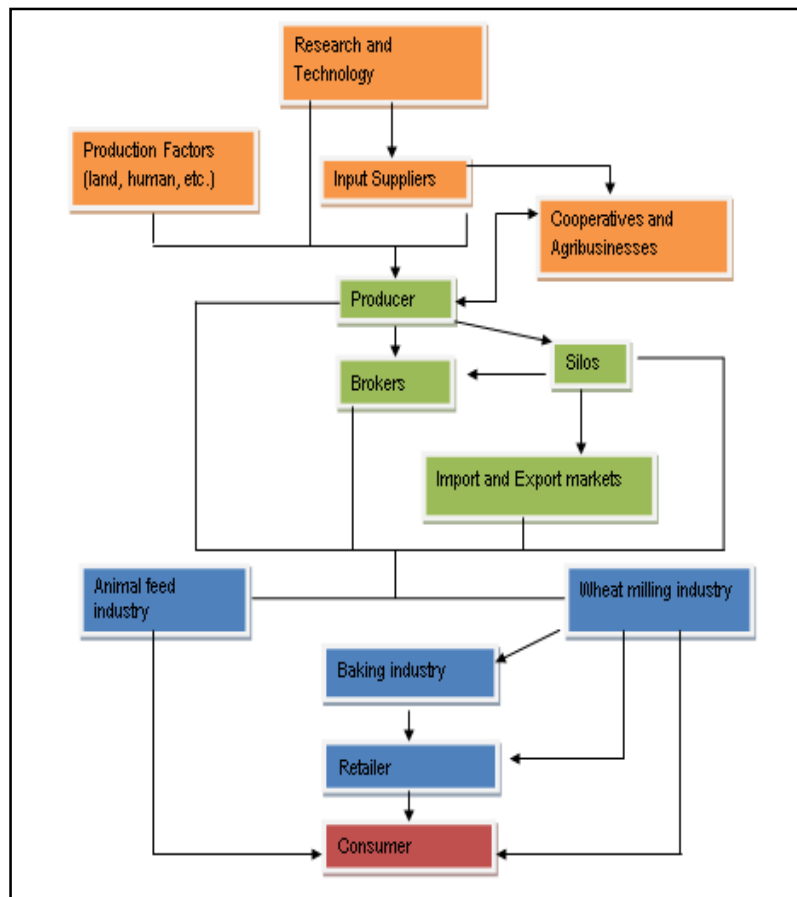 Research and
Technology
Production Factors
(land, human, etc.)
Input Suppliers
Cooperatives and
Agribusinesses
Producer
Brokers
Silos
Import and Export markets
Animal feed
industry
Wheat milling industry
Baking industry
Retailer
Consumer